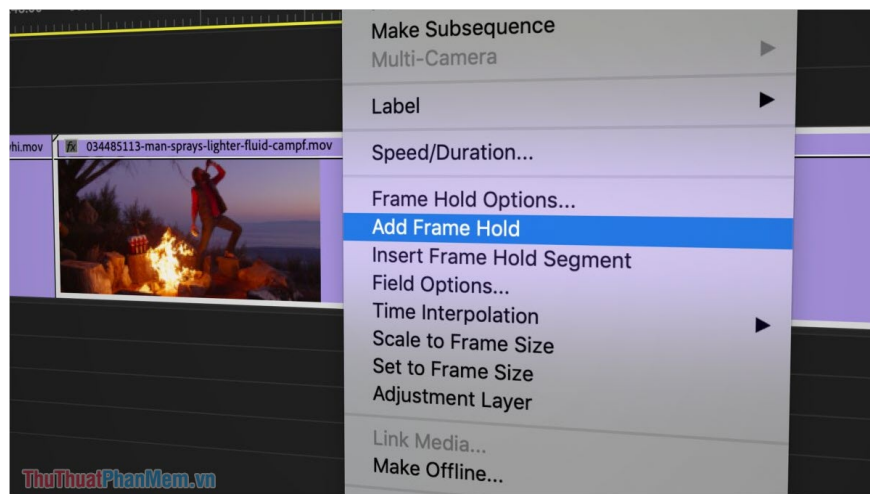 Make Subsequence
Multi-Camera
Label
hi.mov
fx 034485113-man-sprays-lighter-fluid-campf.mov
Speed/Duration...
Frame Hold Options...
Add Frame Hold
Insert Frame Hold Segment
Field Options...
Time Interpolation
Scale to Frame Size
Set to Frame Size
Adjustment Layer
Link Media...
Make Offline...
ThuThuatPhanMem.vn